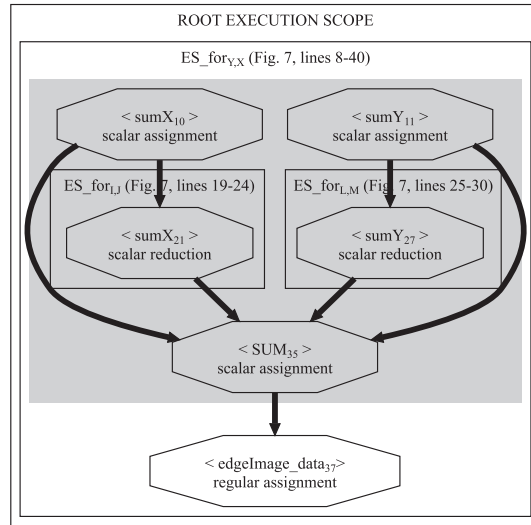 ROOT EXECUTION SCOPE
ES_forY,X (Fig. 7, lines 8-40)
< sumX10 >
scalar assignment
< sumY11 >
scalar assignment
ES_forI,J (Fig. 7, lines 19-24)
ES_forL,M (Fig. 7, lines 25-30)
< sumX21 >
scalar reduction
< sumY27 >
scalar reduction
< SUM35 >
scalar assignment
< edgeImage_data37>
regular assignment